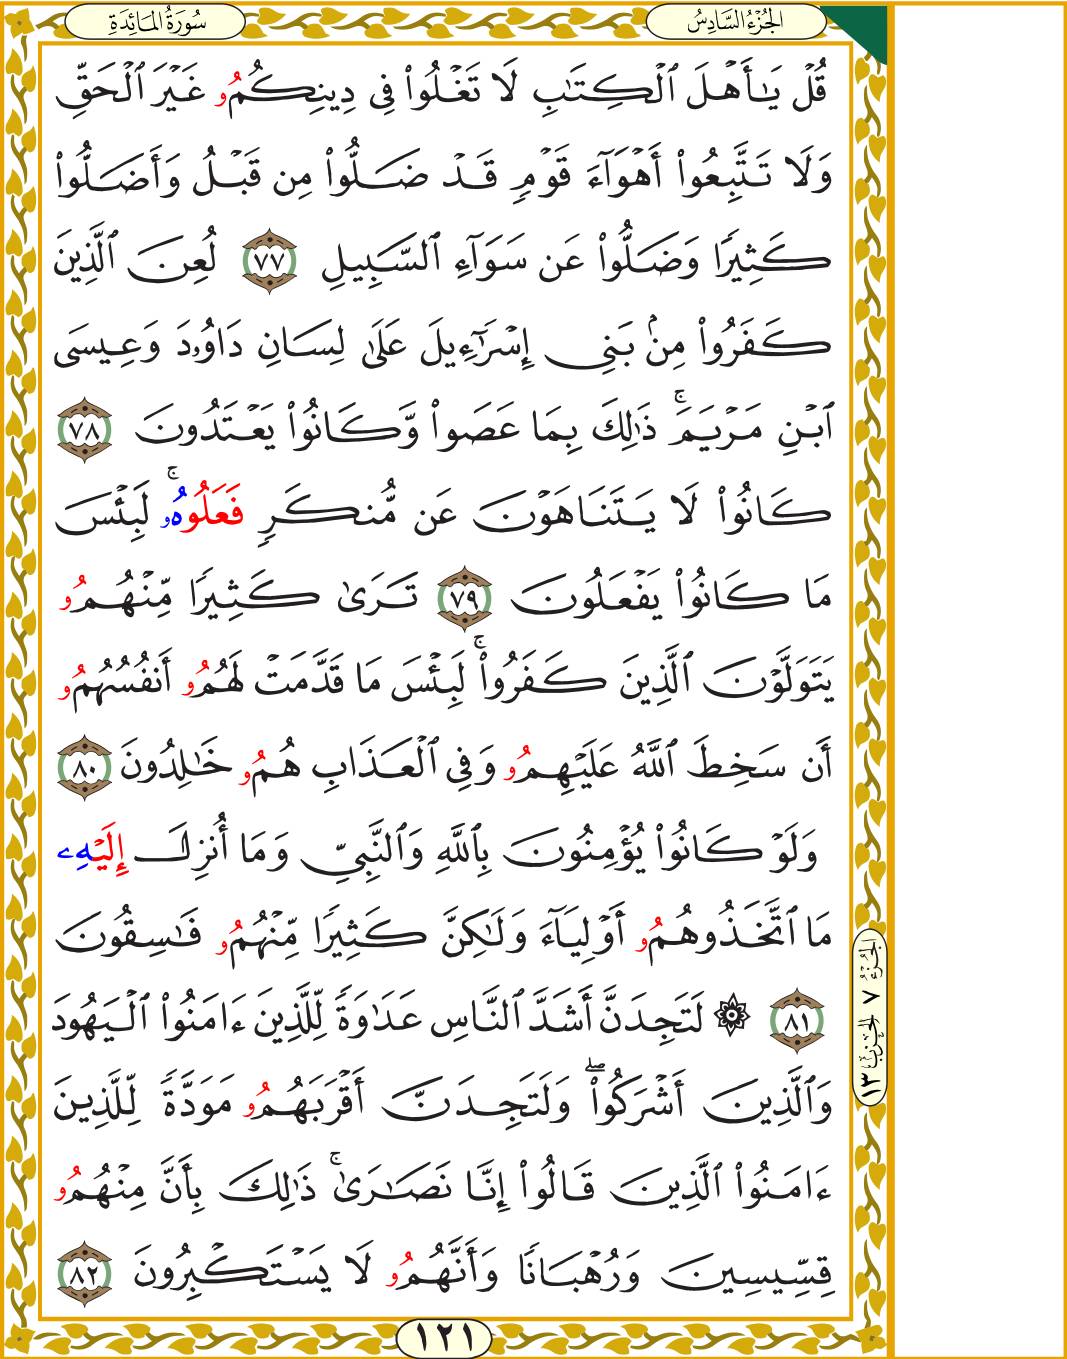 سُورَةُ المَائِدَةِ
الجُزْءُ السَّادِسُ
قُلۡ يَـٰٓأَهۡلَ ٱلۡكِتَـٰبِ لَا تَغۡلُواْ فِي دِينِكُمُۥ غَيۡرَ ٱلۡحَقِّ
وَلَا تَتَّبِعُوٓاْ أَهۡوَآءَ قَوۡمٖ قَدۡ ضَلُّواْ مِن قَبۡلُ وَأَضَلُّواْ
كَثِيرٗا وَضَلُّواْ عَن سَوَآءِ ٱلسَّبِيلِ ٧٧ لُعِنَ ٱلَّذِينَ
كَفَرُواْ مِنۢ بَنِيٓ إِسۡرَـٰٓءِيلَ عَلَىٰ لِسَانِ دَاوُۥدَ وَعِيسَى
ٱبۡنِ مَرۡيَمَۚ ذَٰلِكَ بِمَا عَصَواْ وَّكَانُواْ يَعۡتَدُونَ ٧٨
كَانُواْ لَا يَتَنَاهَوۡنَ عَن مُّنكَرٖ فَعَلُوهُۥۚ لَبِئۡسَ
مَا كَانُواْ يَفۡعَلُونَ ٧٩ تَرَىٰ كَثِيرٗا مِّنۡهُمُۥ
يَتَوَلَّوۡنَ ٱلَّذِينَ كَفَرُواْۚ لَبِئۡسَ مَا قَدَّمَتۡ لَهُمُۥ أَنفُسُهُمُۥ
أَن سَخِطَ ٱللَّهُ عَلَيۡهِمُۥ وَفِي ٱلۡعَذَابِ هُمُۥ خَـٰلِدُونَ ٨٠
وَلَوۡ كَانُواْ يُؤۡمِنُونَ بِٱللَّهِ وَٱلنَّبِيِّ وَمَآ أُنزِلَ إِلَيۡهِۦ
مَا ٱتَّخَذُوهُمُۥ أَوۡلِيَآءَ وَلَـٰكِنَّ كَثِيرٗا مِّنۡهُمُۥ فَـٰسِقُونَ
٨١ ۞ لَتَجِدَنَّ أَشَدَّ ٱلنَّاسِ عَدَٰوَةٗ لِّلَّذِينَ ءَامَنُواْ ٱلۡيَهُودَ
وَٱلَّذِينَ أَشۡرَكُواْۖ وَلَتَجِدَنَّ أَقۡرَبَهُمُۥ مَوَدَّةٗ لِّلَّذِينَ
ءَامَنُواْ ٱلَّذِينَ قَالُوٓاْ إِنَّا نَصَـٰرَىٰۚ ذَٰلِكَ بِأَنَّ مِنۡهُمُۥ
قِسِّيسِينَ وَرُهۡبَانٗا وَأَنَّهُمُۥ لَا يَسۡتَكۡبِرُونَ ٨٢
الجُزْءُ ٧ الحِزْبُ ١٣
١٢١